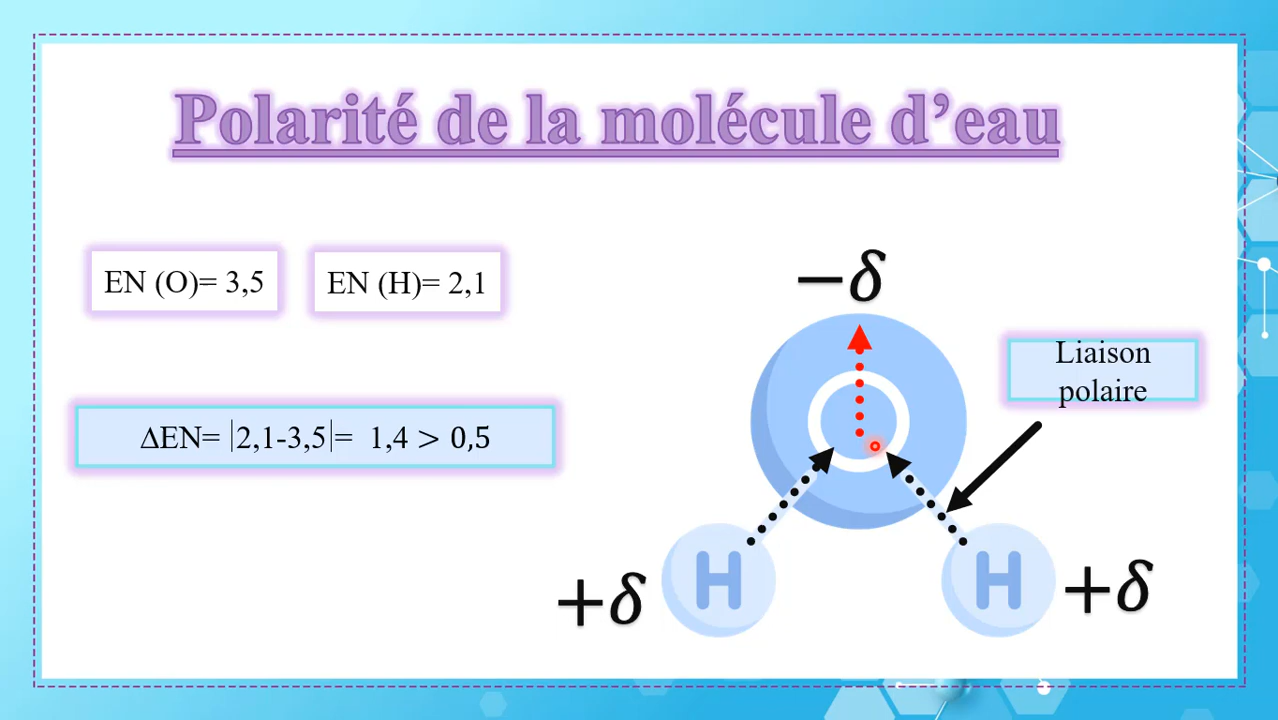 Polarité de la molécule d’eau
EN (O)= 3,5
EN (H)= 2,1
−δ
Liaison
polaire
ΔEN= |2,1-3,5|= 1,4 > 0,5
O
H
H
+δ
+δ